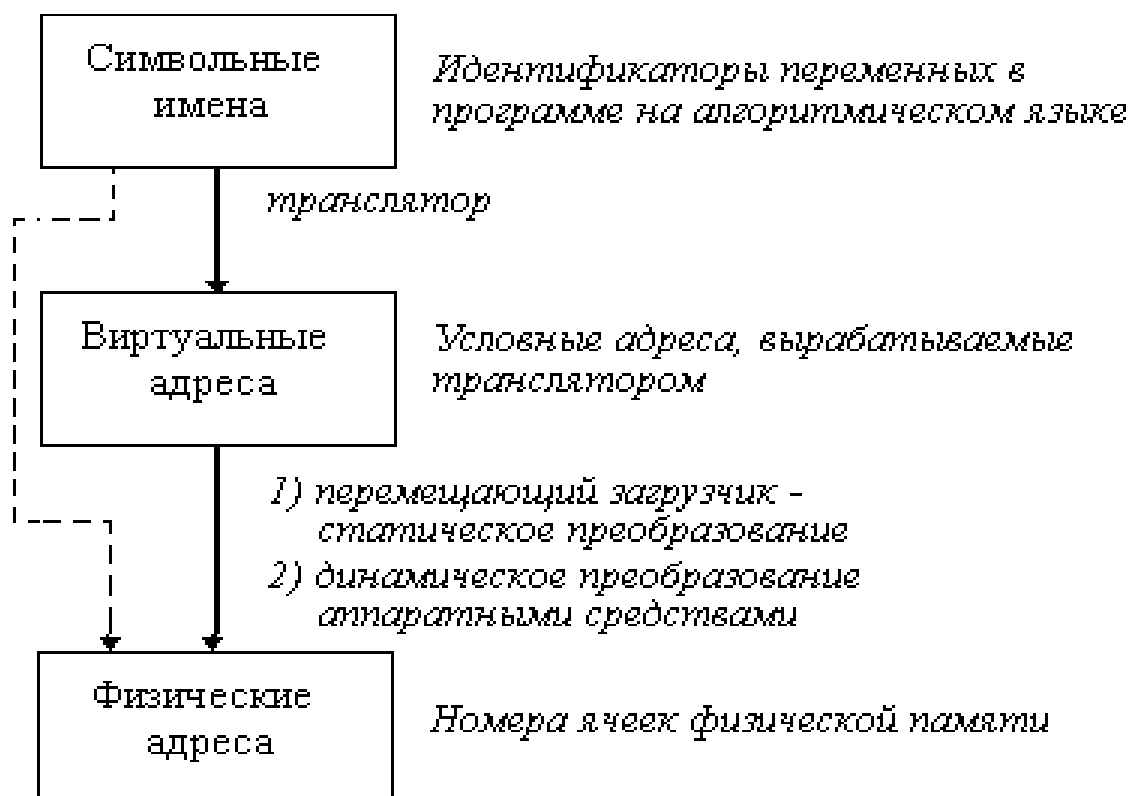 Символьные
имена
Идентификаторы переменных в
программе на алгоритмическом языке
транслятор
Виртуальные
адреса
Условные адреса, вырабатываемые
транслятором
1) перемещающий загрузчик -
статическое преобразование
2) динамическое преобразование
аппаратными средствами
Физические
адреса
Номера ячеек физической памяти